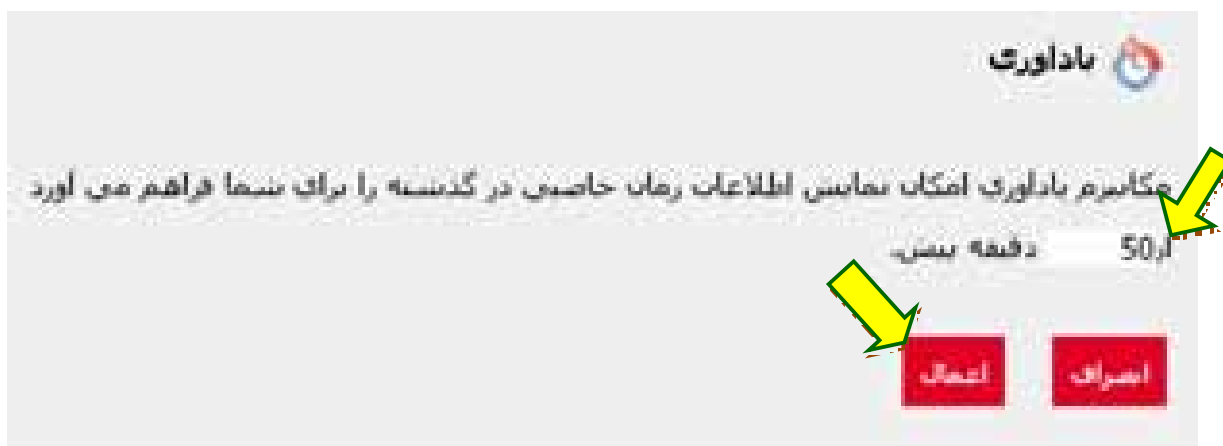 یادآوری
مکانیزم یادآوری امکان نمایش اطلاعات زمان خاصی در گذشته را برای شما فراهم می آورد
از 50 دقیقه پیش.
انصراف اعمال